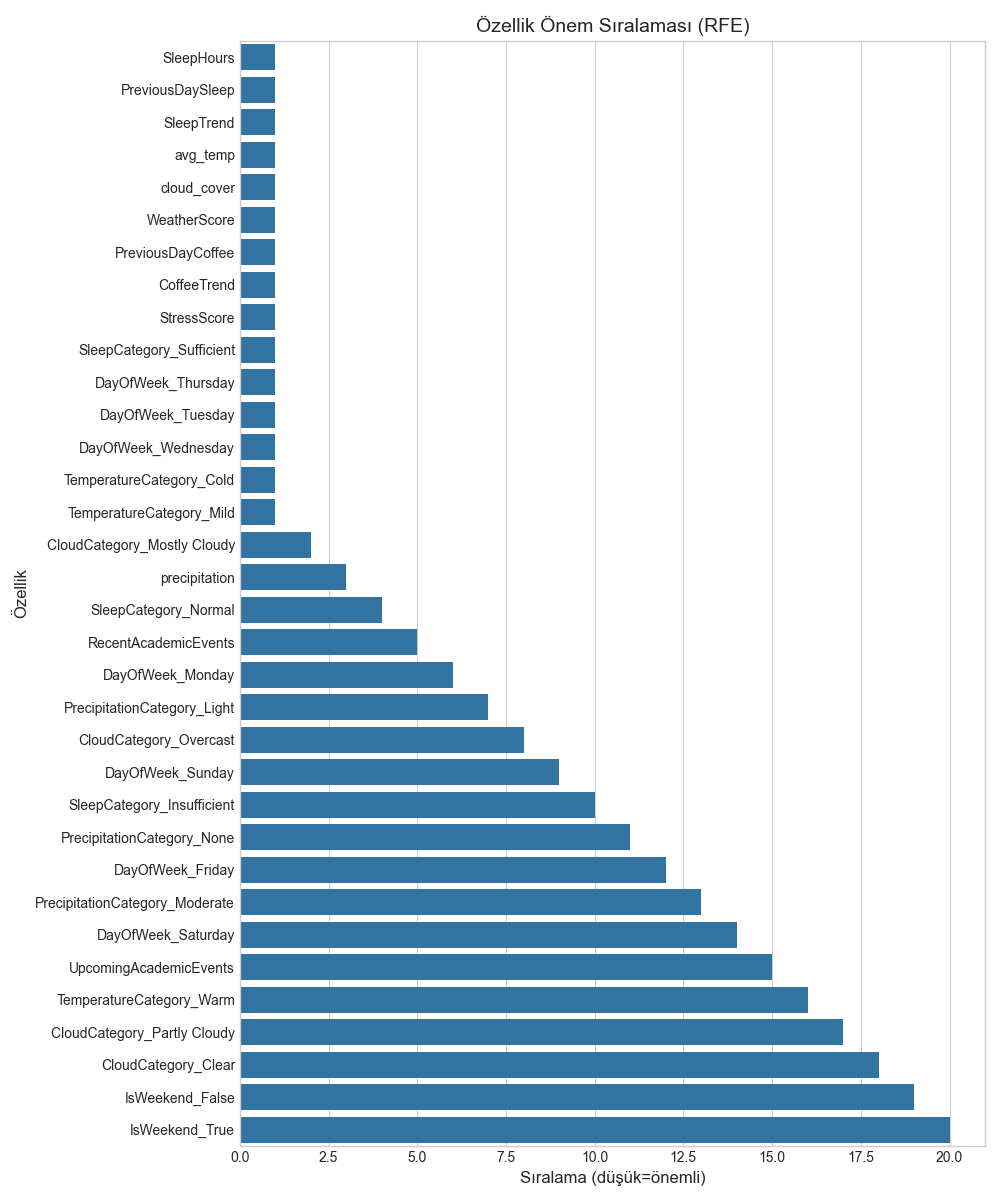 Özellik Önem Sıralaması (RFE)
SleepHours
PreviousDaySleep
SleepTrend
avg_temp
cloud_cover
WeatherScore
PreviousDayCoffee
CoffeeTrend
StressScore
SleepCategory_Sufficient
DayOfWeek_Thursday
DayOfWeek_Tuesday
DayOfWeek_Wednesday
TemperatureCategory_Cold
TemperatureCategory_Mild
CloudCategory_Mostly Cloudy
precipitation
SleepCategory_Normal
RecentAcademicEvents
DayOfWeek_Monday
PrecipitationCategory_Light
CloudCategory_Overcast
DayOfWeek_Sunday
SleepCategory_Insufficient
PrecipitationCategory_None
DayOfWeek_Friday
PrecipitationCategory_Moderate
DayOfWeek_Saturday
UpcomingAcademicEvents
TemperatureCategory_Warm
CloudCategory_Partly Cloudy
CloudCategory_Clear
IsWeekend_False
IsWeekend_True
Özellik
0.0 2.5 5.0 7.5 10.0 12.5 15.0 17.5 20.0
Sıralama (düşük=önemli)